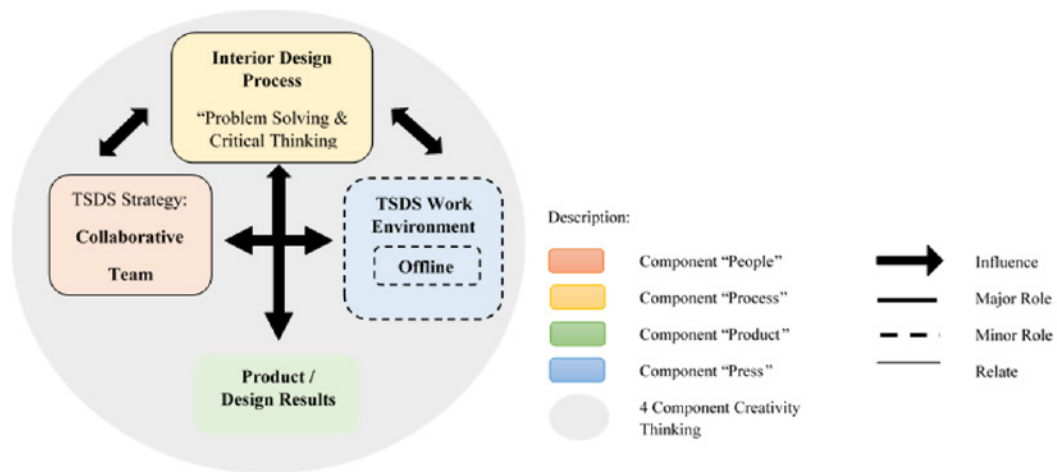 Interior Design
Process
“Problem Solving &
Critical Thinking
TSDS Strategy:
Collaborative
Team
TSDS Work
Environment
Offline
Product /
Design Results
Description:
Component “People”
Component “Process”
Component “Product”
Component “Press”
4 Component Creativity
Thinking
Influence
Major Role
Minor Role
Relate